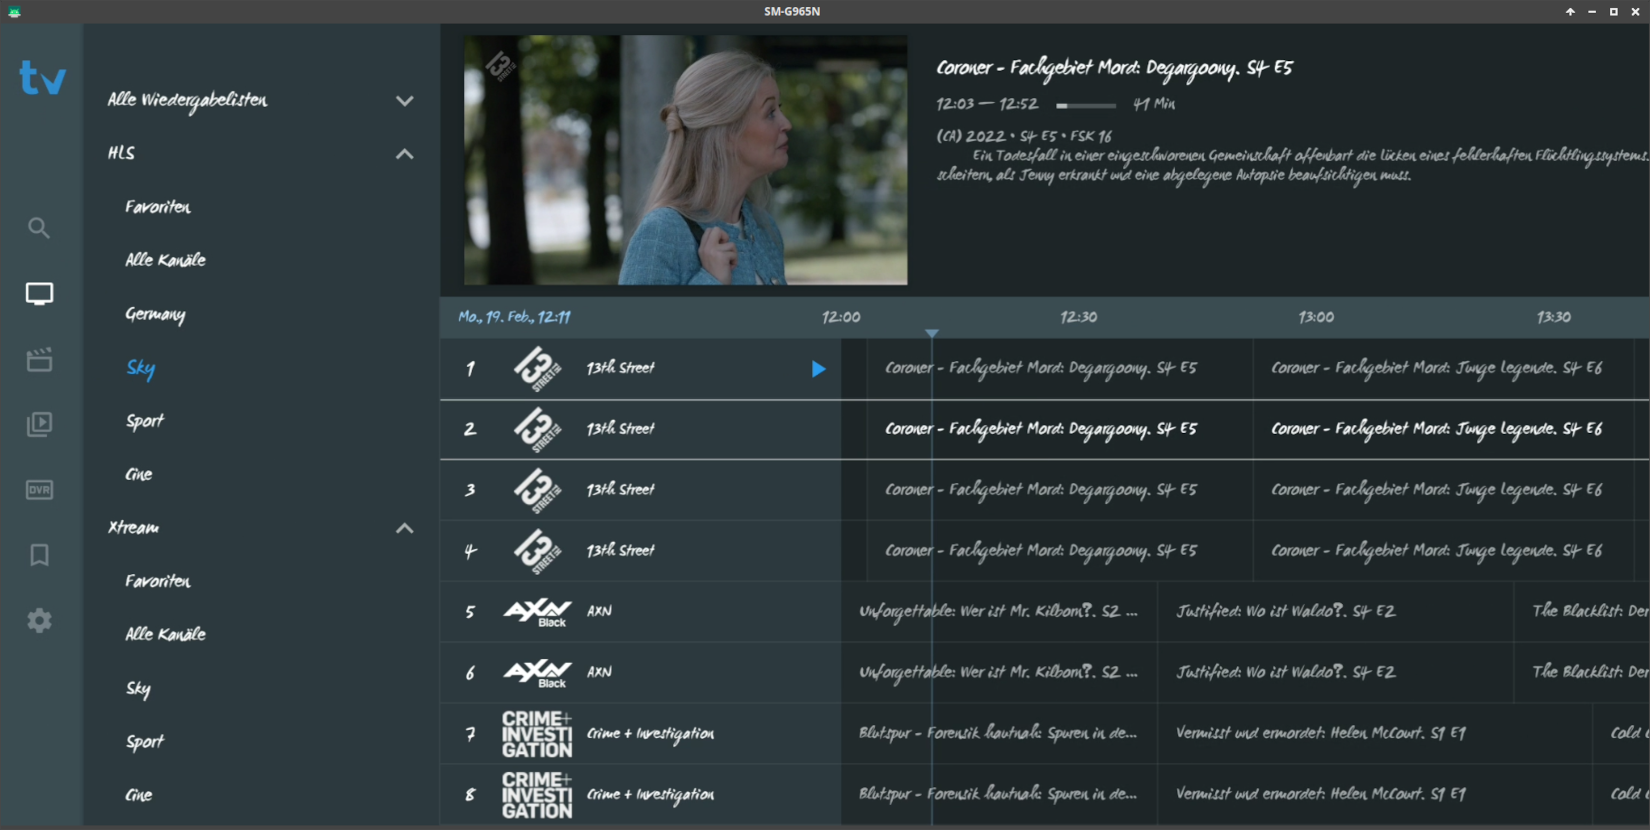 SM-G965N
tv
Alle Wiedergabelisten
HLS
Favoriten
Alle Kanäle
Germany
Sky
Sport
Cine
Xtream
Favoriten
Alle Kanäle
Sky
Sport
Cine
DVR
13 STREET
Coroner - Fachgebiet Mord: Degargoony. S4 E5
12:03 — 12:52 41 Min
(CA) 2022 • S4 E5 • FSK 16
Ein Todesfall in einer eingeschworenen Gemeinschaft offenbart die Lücken eines fehlerhaften Flüchtlingssystems.
scheitern, als Jenny erkrankt und eine abgelegene Autopsie beaufsichtigen muss.
Mo., 19. Feb., 12:11 12:00 12:30 13:00 13:30
1 13 STREET 13th Street Coroner - Fachgebiet Mord: Degargoony. S4 E5 Coroner - Fachgebiet Mord: Junge Legende. S4 E6
2 13 STREET 13th Street Coroner - Fachgebiet Mord: Degargoony. S4 E5 Coroner - Fachgebiet Mord: Junge Legende. S4 E6
3 13 STREET 13th Street Coroner - Fachgebiet Mord: Degargoony. S4 E5 Coroner - Fachgebiet Mord: Junge Legende. S4 E6
4 13 STREET 13th Street Coroner - Fachgebiet Mord: Degargoony. S4 E5 Coroner - Fachgebiet Mord: Junge Legende. S4 E6
5 AXN Black AXN Unforgettable: Wer ist Mr. Kilborn?. S2 ... Justified: Wo ist Waldo?. S4 E2 The Blacklist: Der
6 AXN Black AXN Unforgettable: Wer ist Mr. Kilborn?. S2 ... Justified: Wo ist Waldo?. S4 E2 The Blacklist: Der
7 CRIME+ INVESTIGATION Crime + Investigation Blutspur - Forensik hautnah: Spuren in de... Vermisst und ermordet: Helen McCourt. S1 E1 Cold
8 CRIME+ INVESTIGATION Crime + Investigation Blutspur - Forensik hautnah: Spuren in de... Vermisst und ermordet: Helen McCourt. S1 E1 Cold